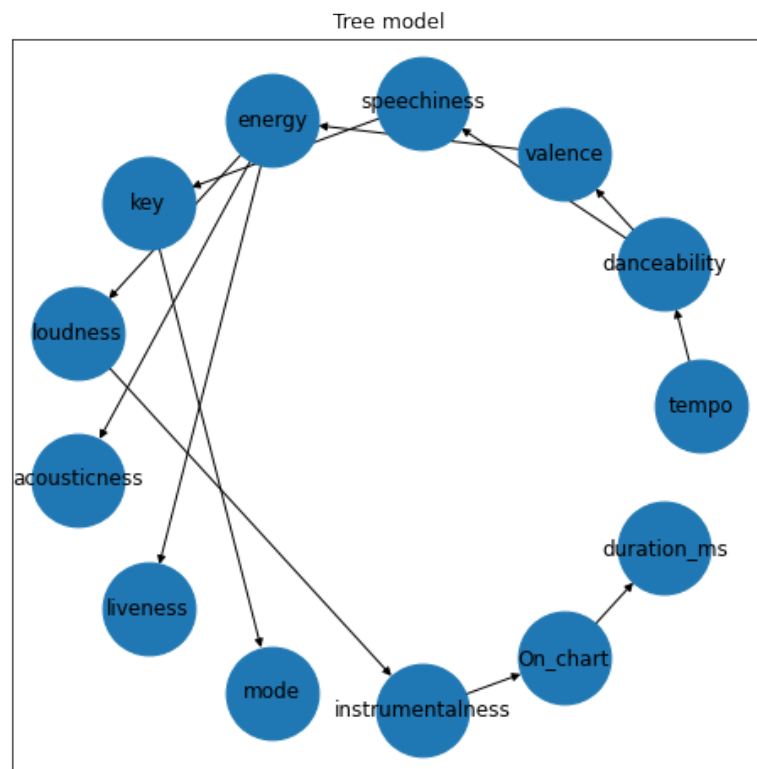 Tree model
speechiness
energy
valence
key
danceability
loudness
tempo
acousticness
duration_ms
liveness
On_chart
mode
instrumentalness